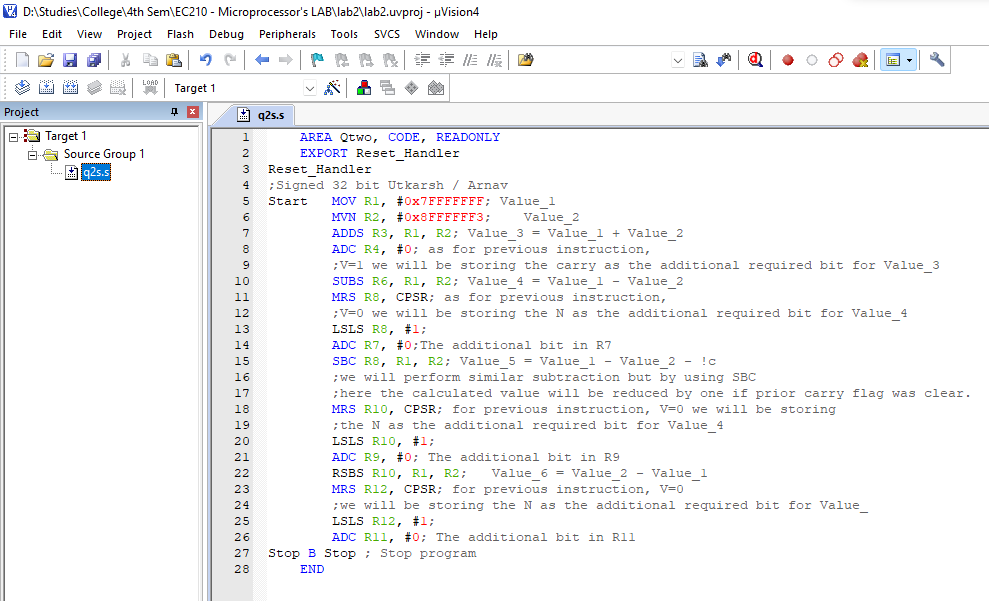 D:\Studies\College\4th Sem\EC210 - Microprocessor's LAB\lab2\lab2.uvproj - µVision4
File Edit View Project Flash Debug Peripherals Tools SVCS Window Help
LOAD Target 1
Project
q2s.s
Target 1
Source Group 1
q2s.s
1 AREA Qtwo, CODE, READONLY
2 EXPORT Reset_Handler
3 Reset_Handler
4 ;Signed 32 bit Utkarsh / Arnav
5 Start MOV R1, #0x7FFFFFFF; Value_1
6 MVN R2, #0x8FFFFFF3; Value_2
7 ADDS R3, R1, R2; Value_3 = Value_1 + Value_2
8 ADC R4, #0; as for previous instruction,
9 ;V=1 we will be storing the carry as the additional required bit for Value_3
10 SUBS R6, R1, R2; Value_4 = Value_1 - Value_2
11 MRS R8, CPSR; as for previous instruction,
12 ;V=0 we will be storing the N as the additional required bit for Value_4
13 LSLS R8, #1;
14 ADC R7, #0;The additional bit in R7
15 SBC R8, R1, R2; Value_5 = Value_1 - Value_2 - !c
16 ;we will perform similar subtraction but by using SBC
17 ;here the calculated value will be reduced by one if prior carry flag was clear.
18 MRS R10, CPSR; for previous instruction, V=0 we will be storing
19 ;the N as the additional required bit for Value_4
20 LSLS R10, #1;
21 ADC R9, #0; The additional bit in R9
22 RSBS R10, R1, R2; Value_6 = Value_2 - Value_1
23 MRS R12, CPSR; for previous instruction, V=0
24 ;we will be storing the N as the additional required bit for Value_
25 LSLS R12, #1;
26 ADC R11, #0; The additional bit in R11
27 Stop B Stop ; Stop program
28 END